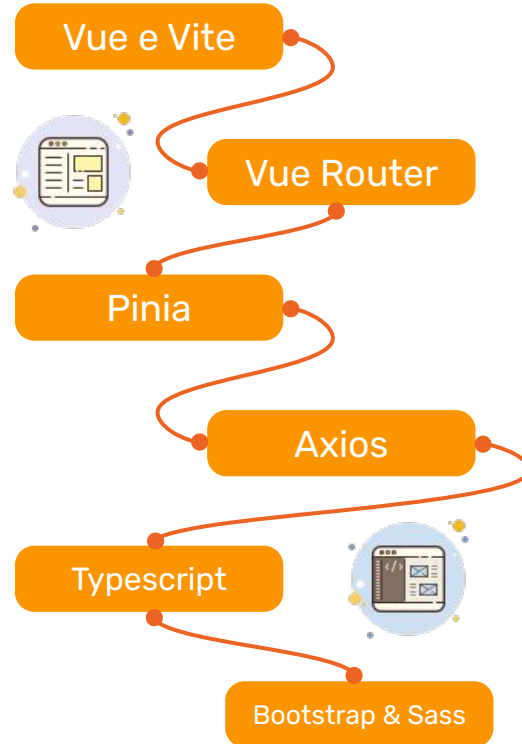 Vue e Vite
Vue Router
Pinia
Axios
Typescript
Bootstrap & Sass